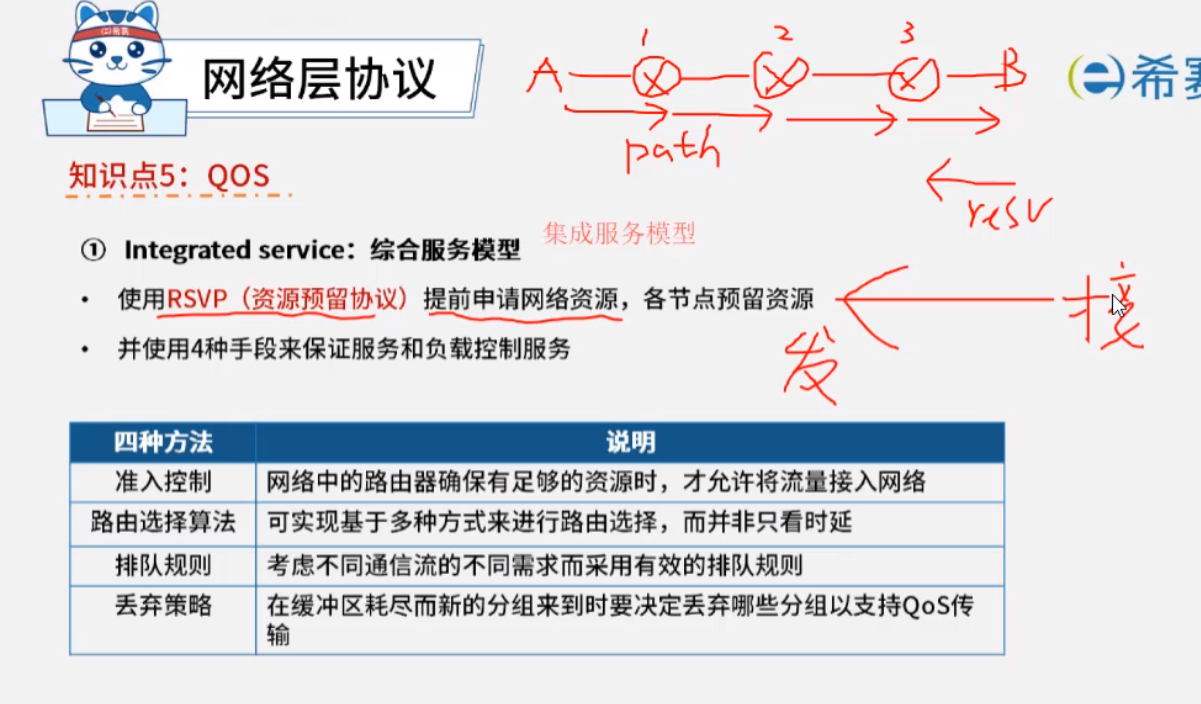 网络层协议
A 1 2 3 B
path
resv
希赛
知识点5：QOS
集成服务模型
① Integrated service：综合服务模型
• 使用RSVP（资源预留协议）提前申请网络资源，各节点预留资源
发 接
• 并使用4种手段来保证服务和负载控制服务
四种方法 说明
准入控制 网络中的路由器确保有足够的资源时，才允许将流量接入网络
路由选择算法 可实现基于多种方式来进行路由选择，而并非只看时延
排队规则 考虑不同通信流的不同需求而采用有效的排队规则
丢弃策略 在缓冲区耗尽而新的分组来到时要决定丢弃哪些分组以支持QoS传
输